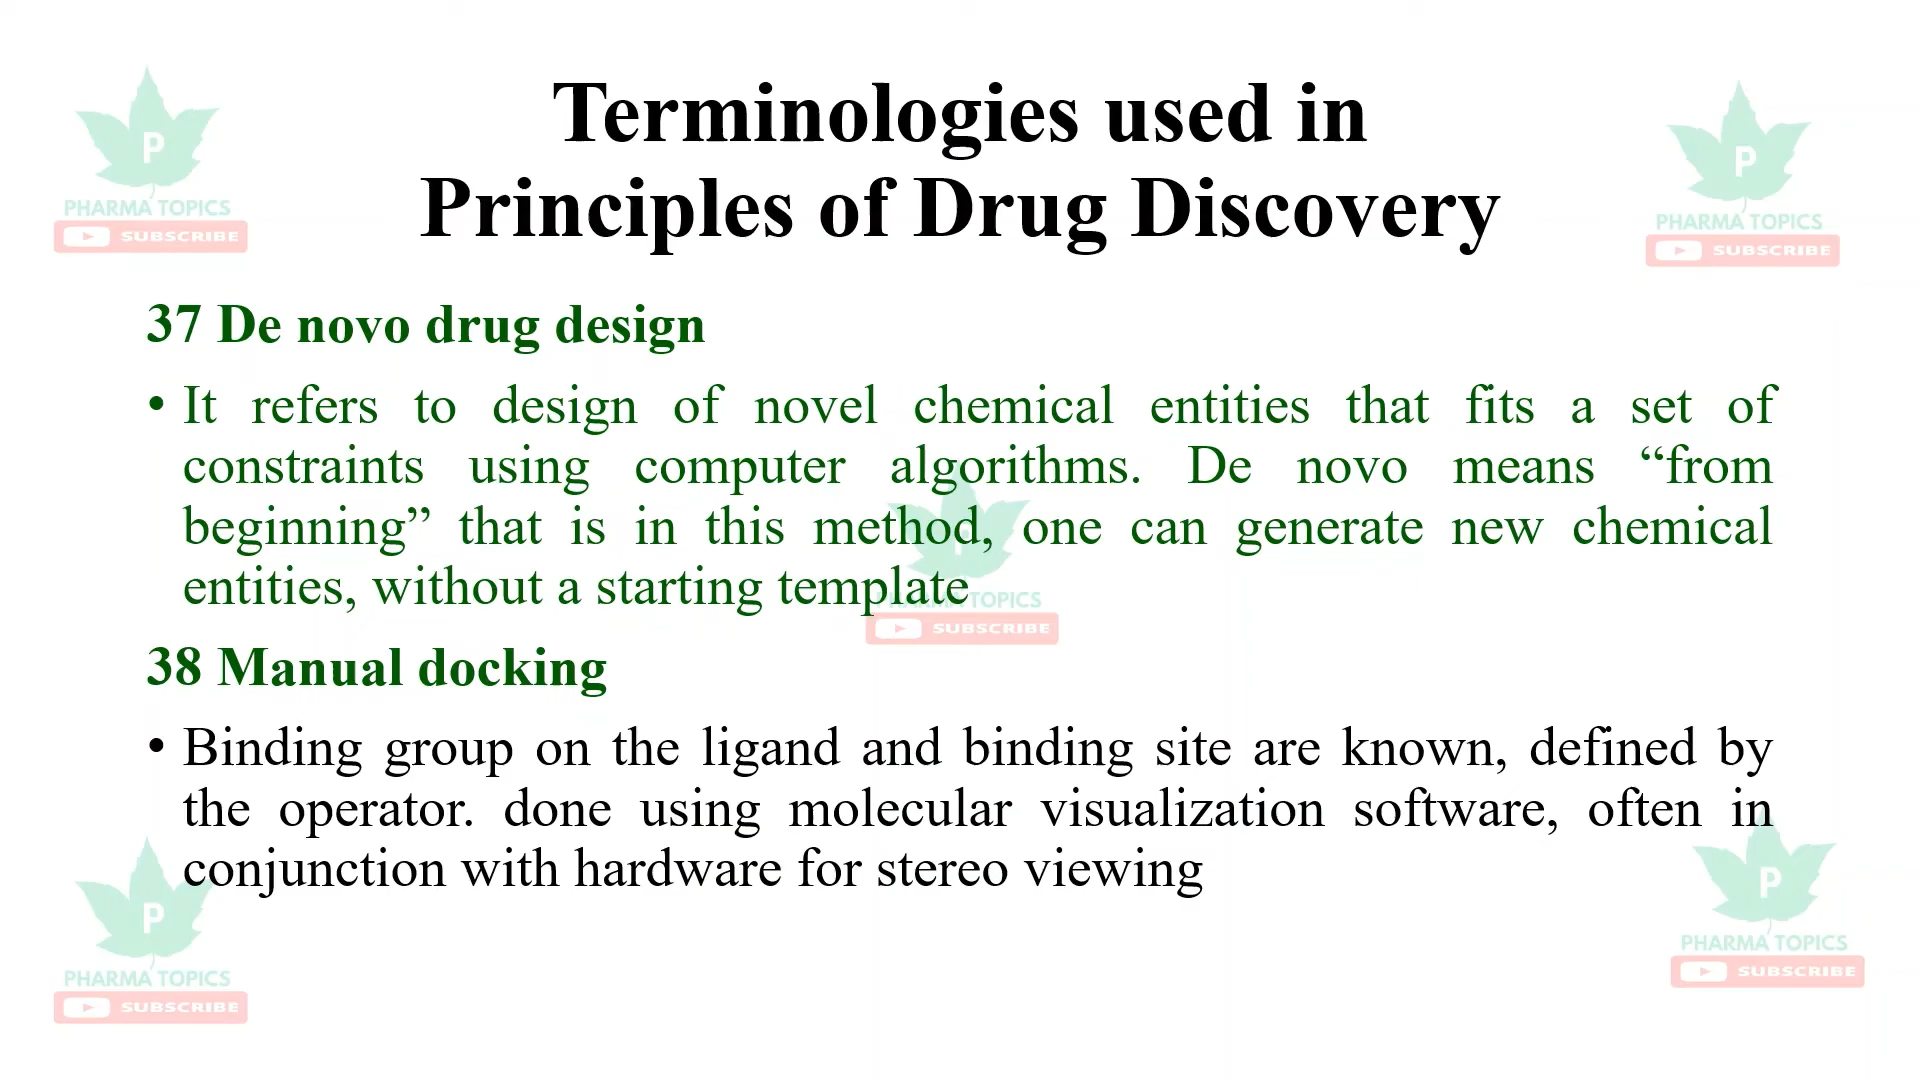 Terminologies used in
Principles of Drug Discovery
P
PHARMA TOPICS
SUBSCRIBE
P
PHARMA TOPICS
SUBSCRIBE
37 De novo drug design
• It refers to design of novel chemical entities that fits a set of
constraints using computer algorithms. De novo means “from
beginning” that is in this method, one can generate new chemical
entities, without a starting template
PHARMA TOPICS
SUBSCRIBE
38 Manual docking
• Binding group on the ligand and binding site are known, defined by
the operator. done using molecular visualization software, often in
conjunction with hardware for stereo viewing
P
PHARMA TOPICS
SUBSCRIBE
P
PHARMA TOPICS
SUBSCRIBE